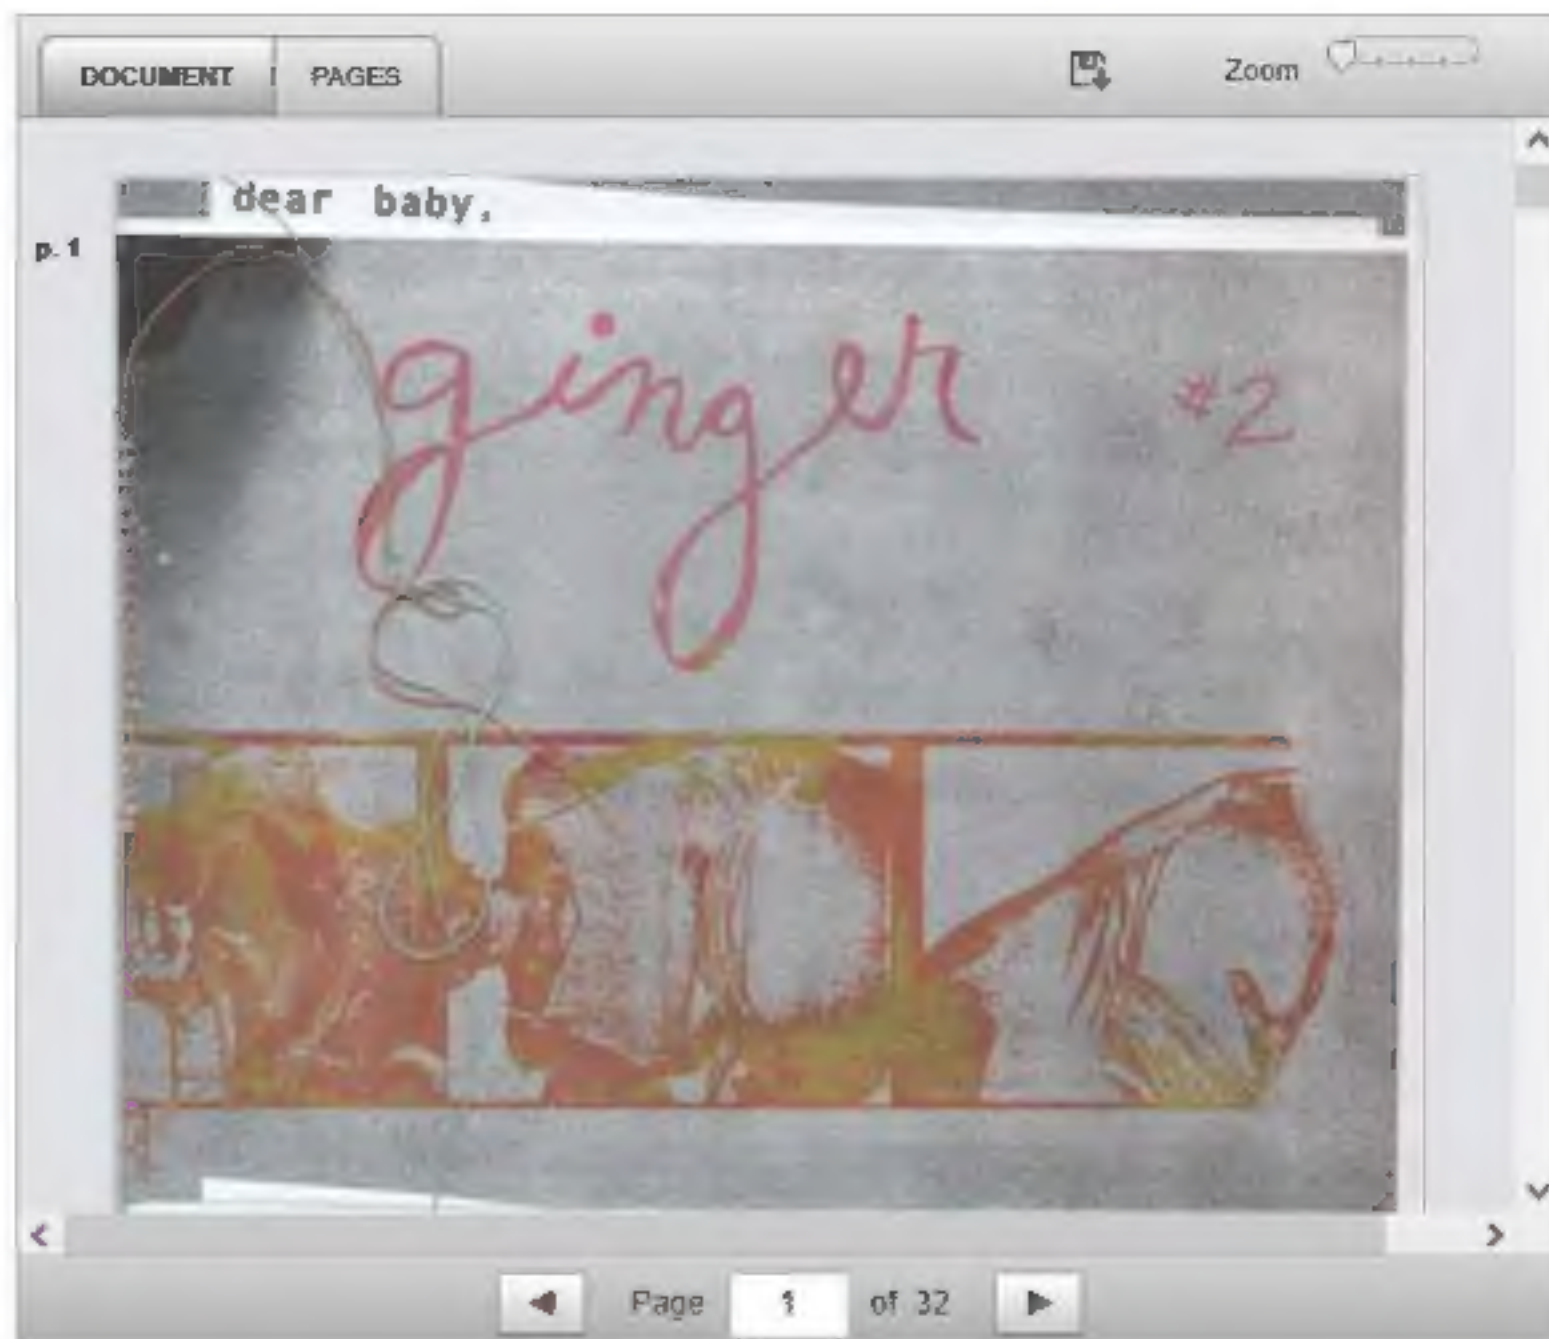 DOCUMENT PAGES Zoom
dear baby,
p. 1
ginger #2
Page 1 of 32